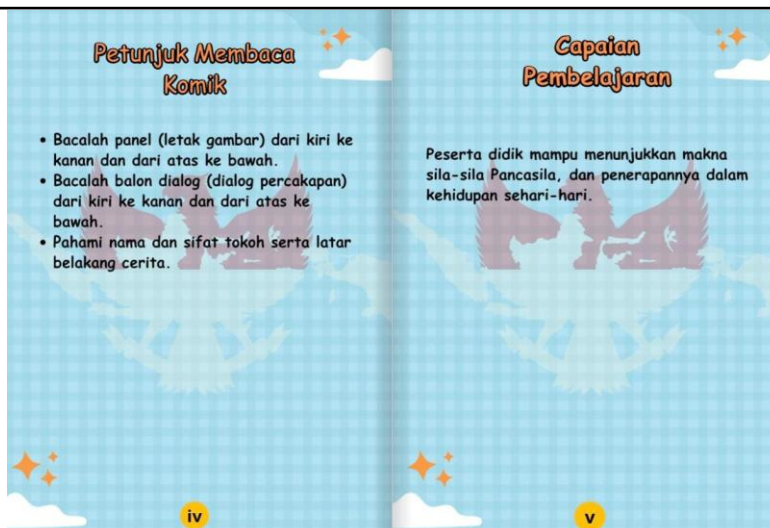 Petunjuk Membaca
Komik
• Bacalah panel (letak gambar) dari kiri ke
kanan dan dari atas ke bawah.
• Bacalah balon dialog (dialog percakapan)
dari kiri ke kanan dan dari atas ke
bawah.
• Pahami nama dan sifat tokoh serta latar
belakang cerita.
iv
Capaian
Pembelajaran
Peserta didik mampu menunjukkan makna
sila-sila Pancasila, dan penerapannya dalam
kehidupan sehari-hari.
v